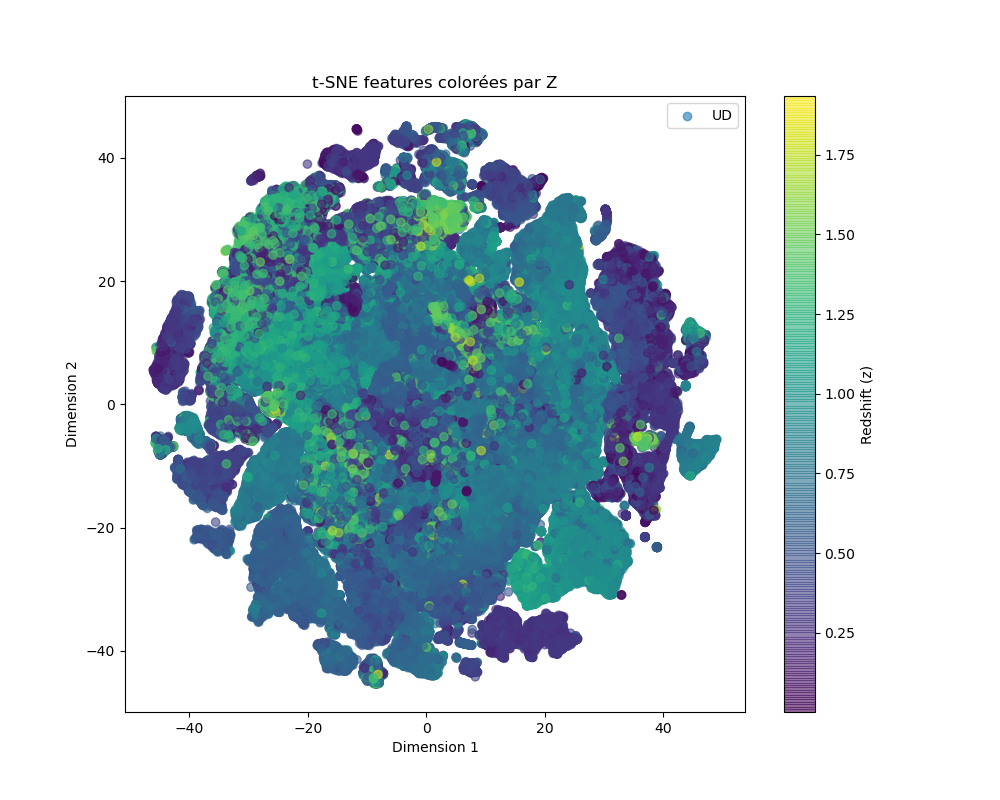 t-SNE features colorées par Z
UD
40
20
0
−20
−40
Dimension 2
−40 −20 0 20 40
Dimension 1
1.75
1.50
1.25
1.00
0.75
0.50
0.25
Redshift (z)